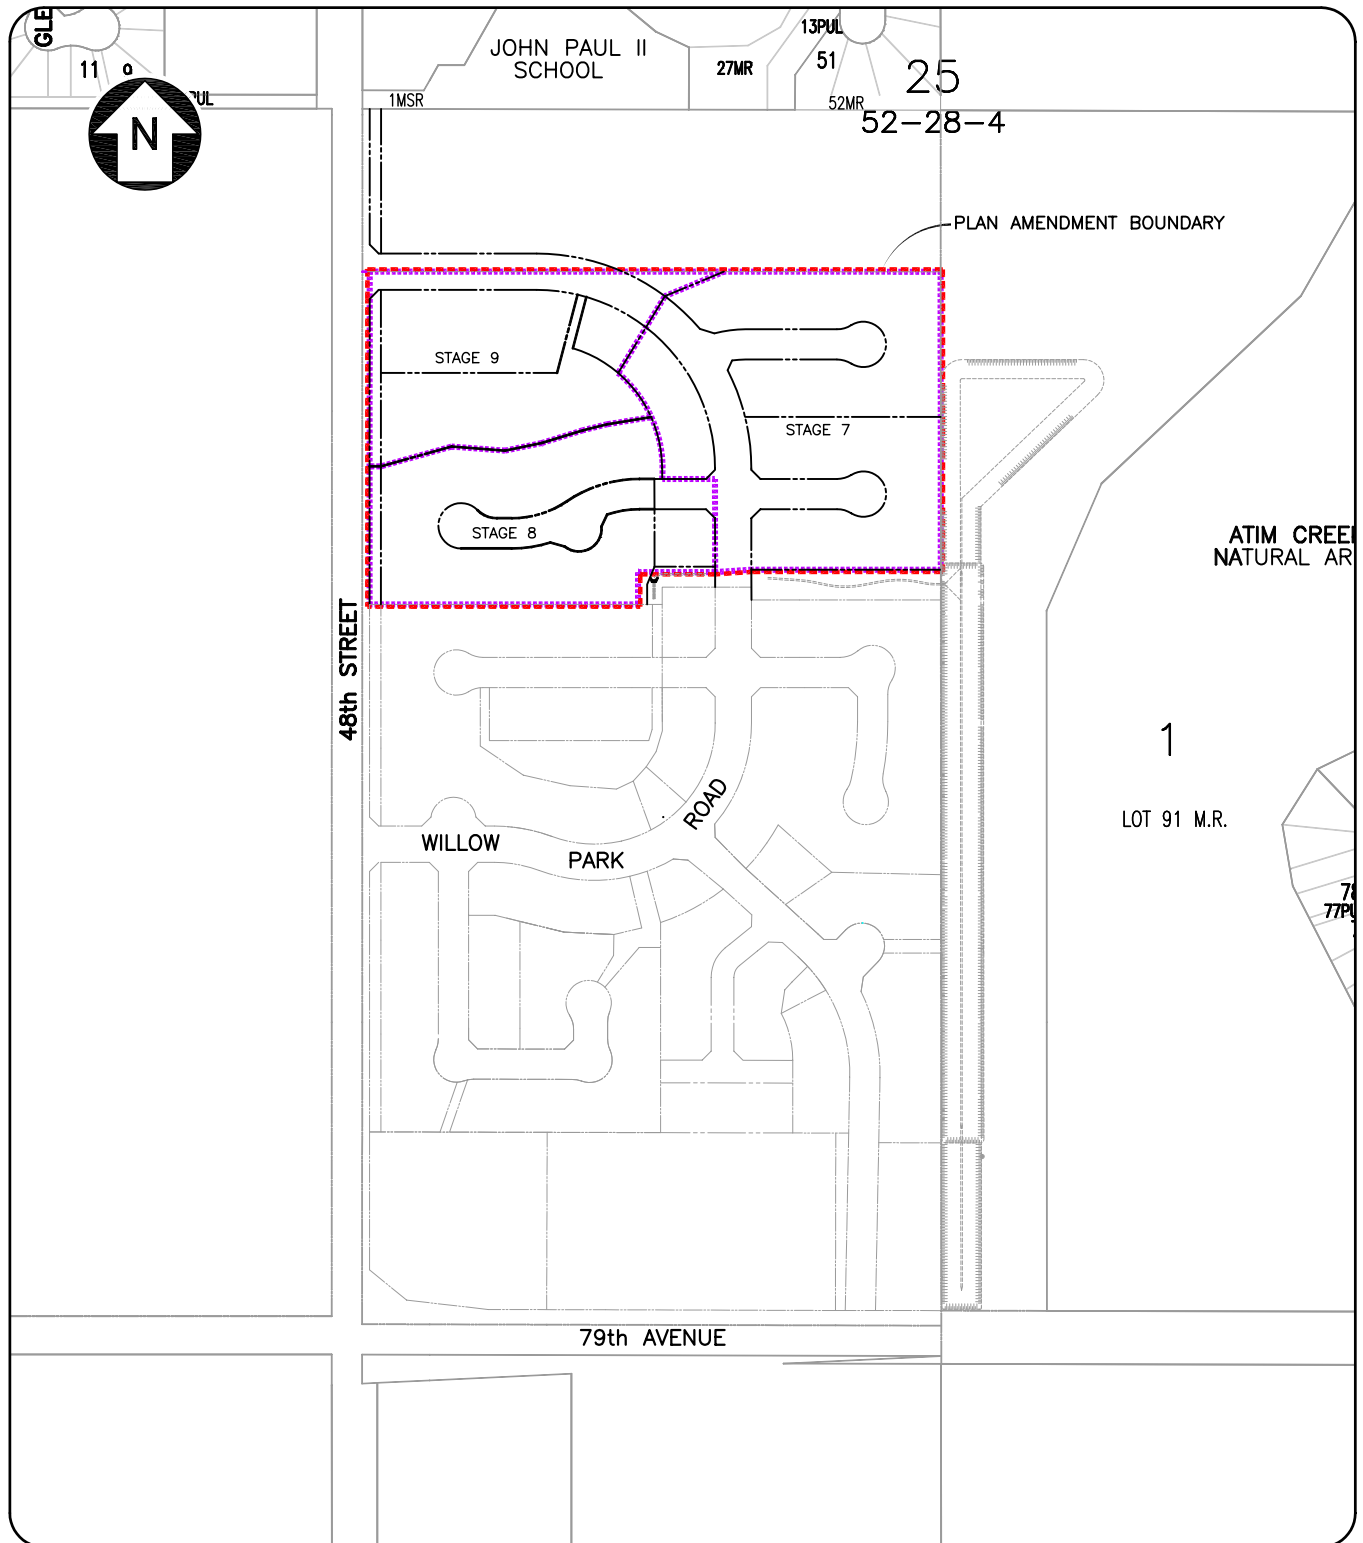 GLE
11
JOHN PAUL II
SCHOOL
27MR
13PUL
51
25
52MR
52-28-4
1MSR
N
PLAN AMENDMENT BOUNDARY
STAGE 9
STAGE 7
STAGE 8
48th STREET
ATIM CREE
NATURAL AR
1
LOT 91 M.R.
WILLOW
PARK
ROAD
78
77PU
79th AVENUE